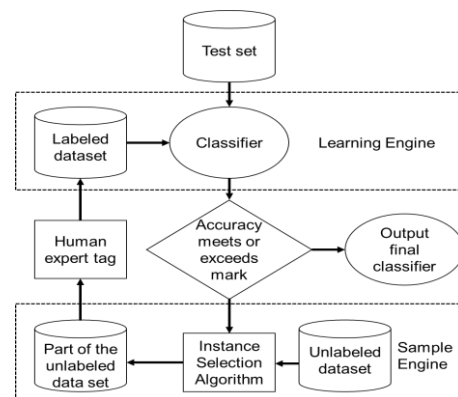 Test set
Labeled
dataset
Classifier
Learning Engine
Human
expert tag
Accuracy
meets or
exceeds
mark
Output
final
classifier
Part of the
unlabeled
data set
Instance
Selection
Algorithm
Unlabeled
dataset
Sample
Engine